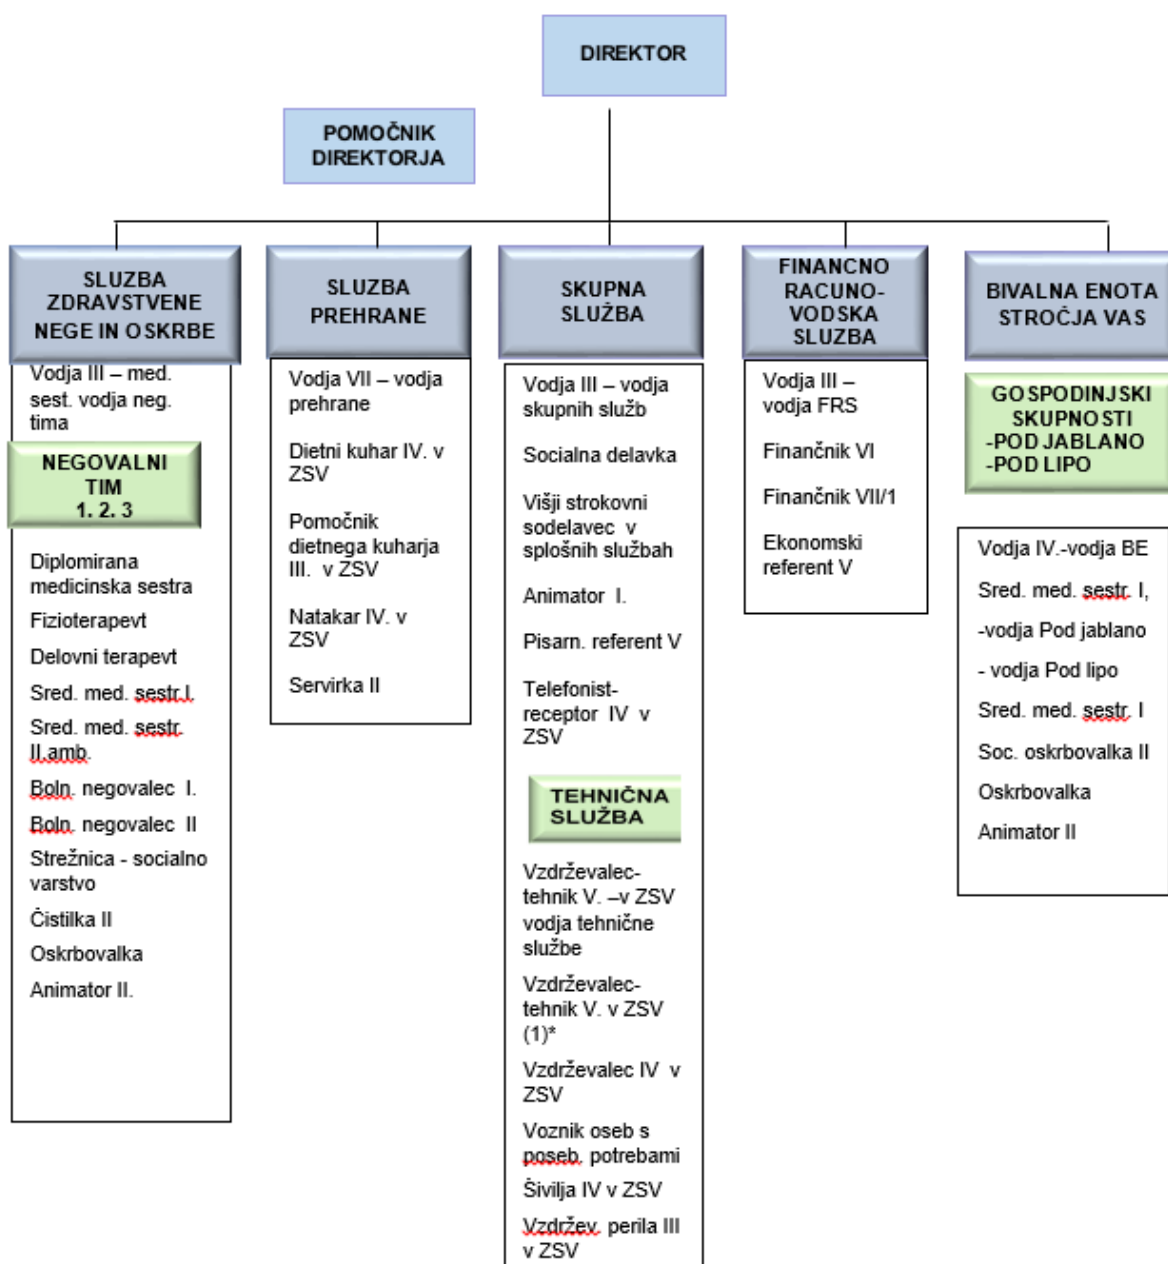 DIREKTOR
POMOČNIK
DIREKTORJA
SLUZBA
ZDRAVSTVENE
NEGE IN OSKRBE
Vodja III – med.
sest. vodja neg.
tima
NEGOVALNI
TIM
1. 2. 3
Diplomirana
medicinska sestra
Fizioterapevt
Delovni terapevt
Sred. med. sestr.I.
Sred. med. sestr.
II.amb.
Boln. negovalec I.
Boln. negovalec II
Strežnica - socialno
varstvo
Čistilka II
Oskrbovalka
Animator II.
SLUZBA
PREHRANE
Vodja VII – vodja
prehrane
Dietni kuhar IV. v
ZSV
Pomočnik
dietnega kuharja
III. v ZSV
Natakar IV. v
ZSV
Servirka II
SKUPNA
SLUŽBA
Vodja III – vodja
skupnih služb
Socialna delavka
Višji strokovni
sodelavec v
splošnih službah
Animator I.
Pisarn. referent V
Telefonist-
receptor IV v
ZSV
TEHNIČNA
SLUŽBA
Vzdrževalec-
tehnik V. –v ZSV
vodja tehnične
službe
Vzdrževalec-
tehnik V. v ZSV
(1)*
Vzdrževalec IV v
ZSV
Voznik oseb s
poseb. potrebami
Šivilja IV v ZSV
Vzdržev. perila III
v ZSV
FINANCNO
RACUNO-
VODSKA
SLUZBA
Vodja III –
vodja FRS
Finančnik VI
Finančnik VII/1
Ekonomski
referent V
BIVALNA ENOTA
STROČJA VAS
GOSPODINJSKI
SKUPNOSTI
-POD JABLANO
-POD LIPO
Vodja IV.-vodja BE
Sred. med. sestr. I,
-vodja Pod jablano
- vodja Pod lipo
Sred. med. sestr. I
Soc. oskrbovalka II
Oskrbovalka
Animator II